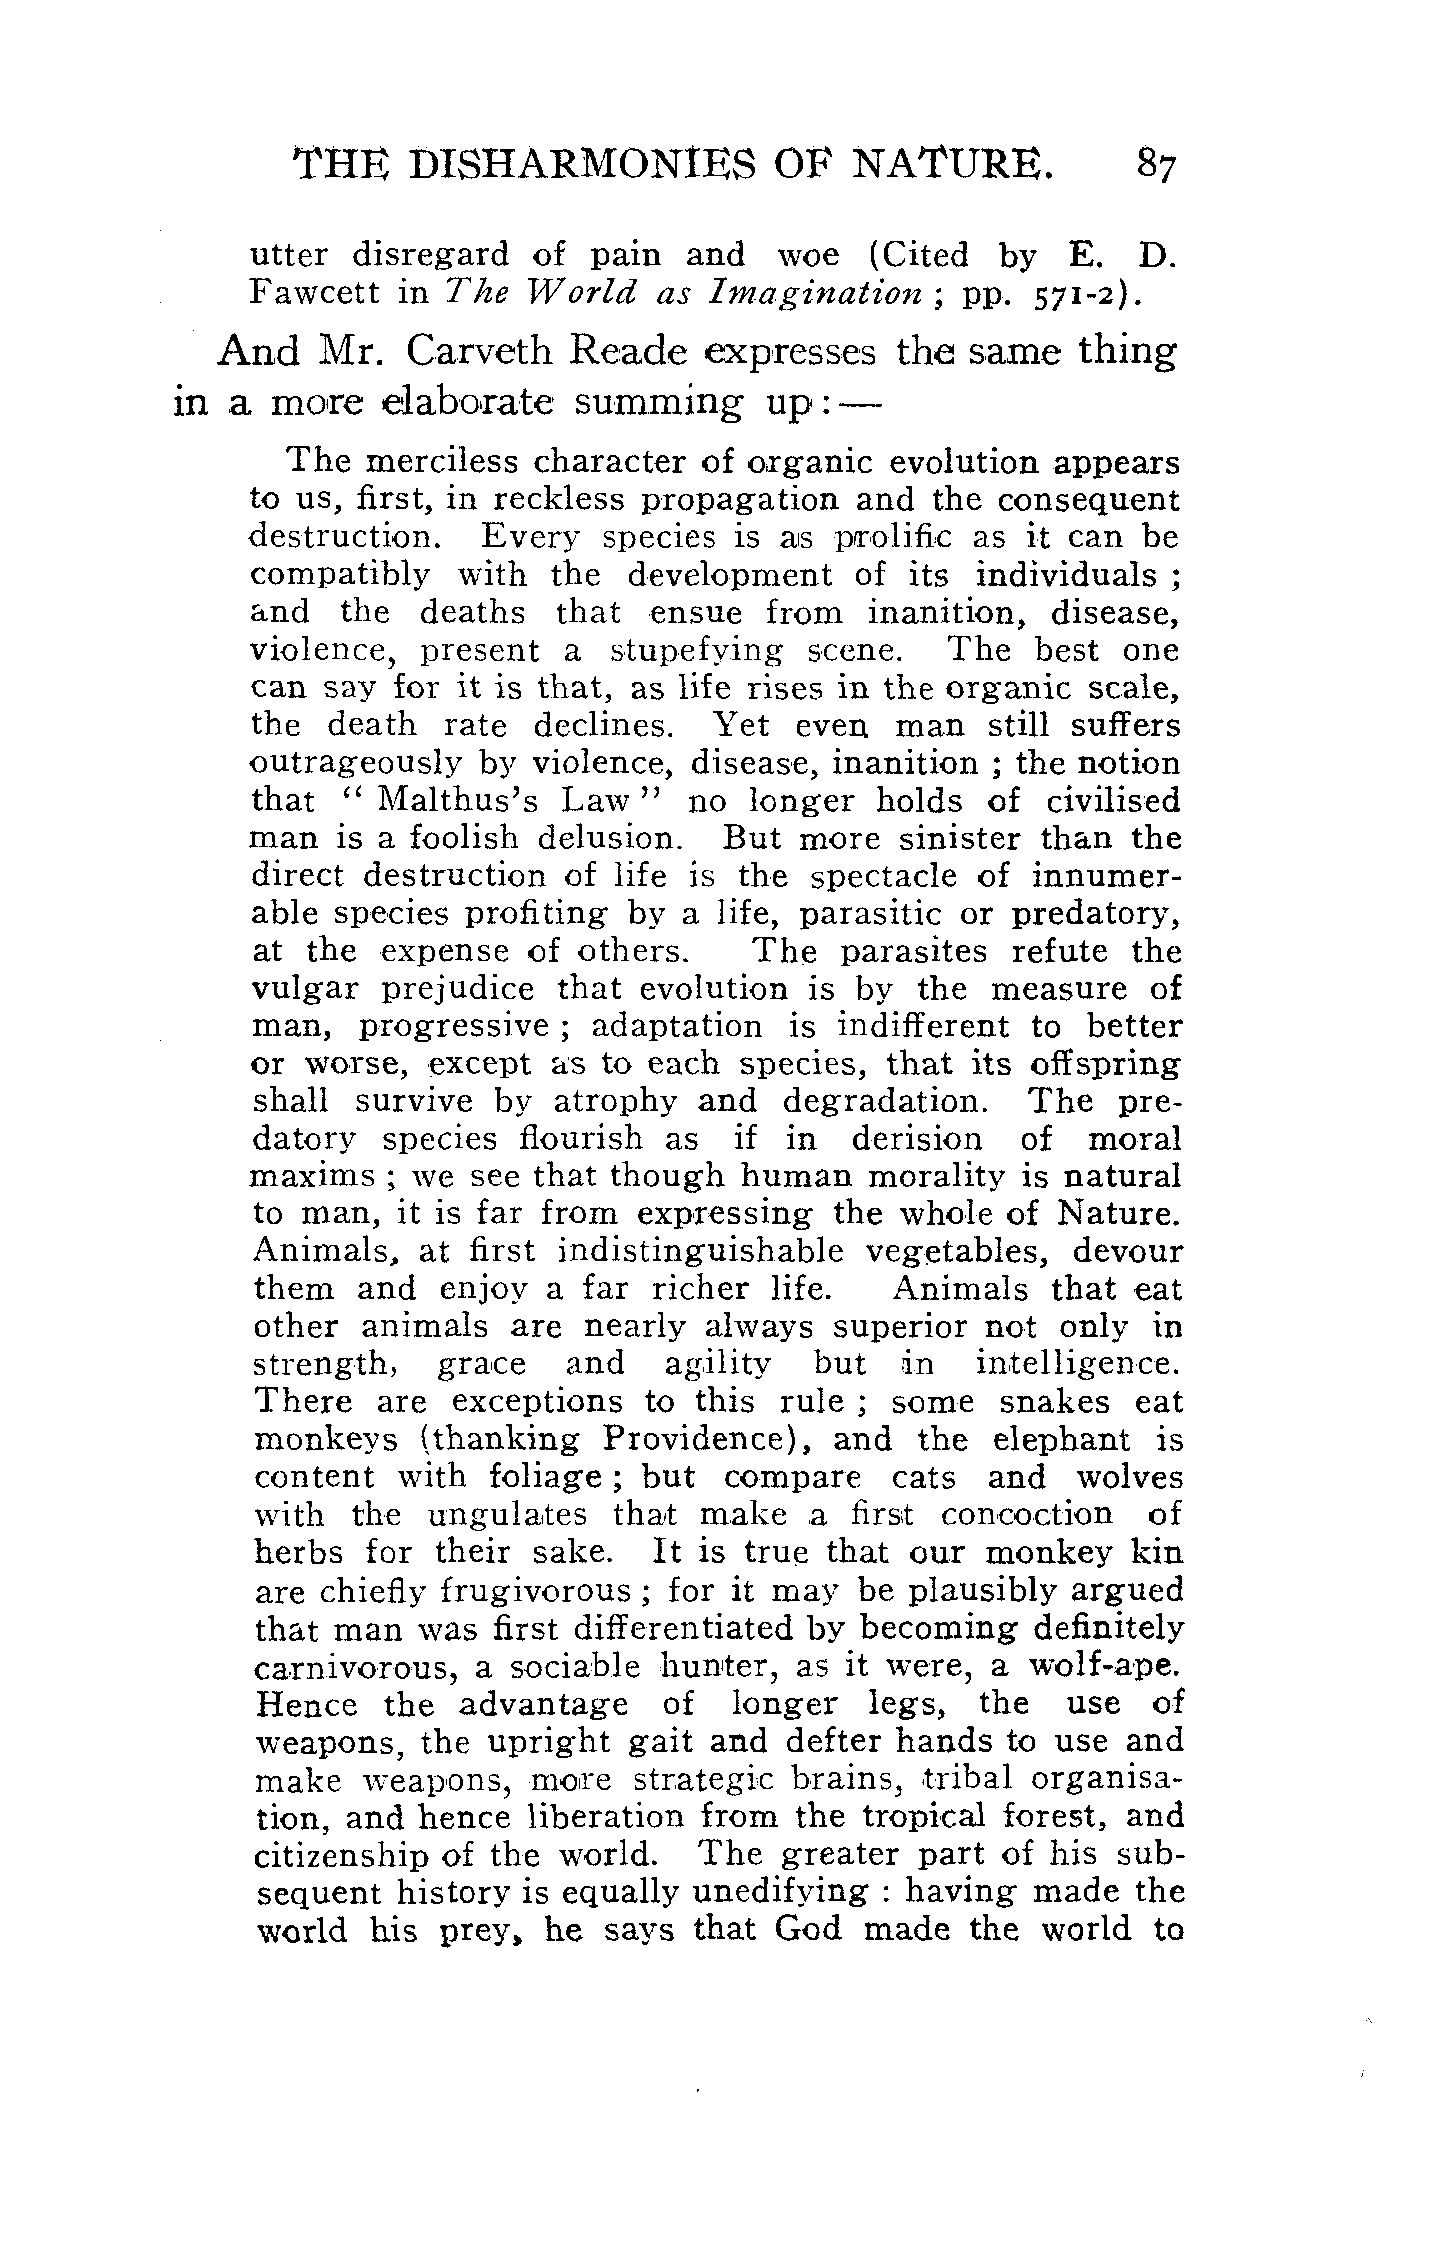 THE DISHARMONIES OF NATURE. 87
utter disregard of pain and woe (Cited by E. D.
Fawcett in The World as Imagination ; pp. 571-2).
And Mr. Carveth Reade expresses the same thing
in a more elaborate summing up :—
The merciless character of organic evolution appears
to us, first, in reckless propagation and the consequent
destruction. Every species is as prolific as it can be
compatibly with the development of its individuals ;
and the deaths that ensue from inanition, disease,
violence, present a stupefying scene. The best one
can say for it is that, as life rises in the organic scale,
the death rate declines. Yet even man still suffers
outrageously by violence, disease, inanition ; the notion
that “ Malthus’s Law ” no longer holds of civilised
man is a foolish delusion. But more sinister than the
direct destruction of life is the spectacle of innumer-
able species profiting by a life, parasitic or predatory,
at the expense of others. The parasites refute the
vulgar prejudice that evolution is by the measure of
man, progressive ; adaptation is indifferent to better
or worse, except as to each species, that its offspring
shall survive by atrophy and degradation. The pre-
datory species flourish as if in derision of moral
maxims ; we see that though human morality is natural
to man, it is far from expressing the whole of Nature.
Animals, at first indistinguishable vegetables, devour
them and enjoy a far richer life. Animals that eat
other animals are nearly always superior not only in
strength, grace and agility but in intelligence.
There are exceptions to this rule ; some snakes eat
monkeys (thanking Providence), and the elephant is
content with foliage ; but compare cats and wolves
with the ungulates that make a first concoction of
herbs for their sake. It is true that our monkey kin
are chiefly frugivorous ; for it may be plausibly argued
that man was first differentiated by becoming definitely
carnivorous, a sociable hunter, as it were, a wolf-ape.
Hence the advantage of longer legs, the use of
weapons, the upright gait and defter hands to use and
make weapons, more strategic brains, tribal organisa-
tion, and hence liberation from the tropical forest, and
citizenship of the world. The greater part of his sub-
sequent history is equally unedifying : having made the
world his prey, he says that God made the world to